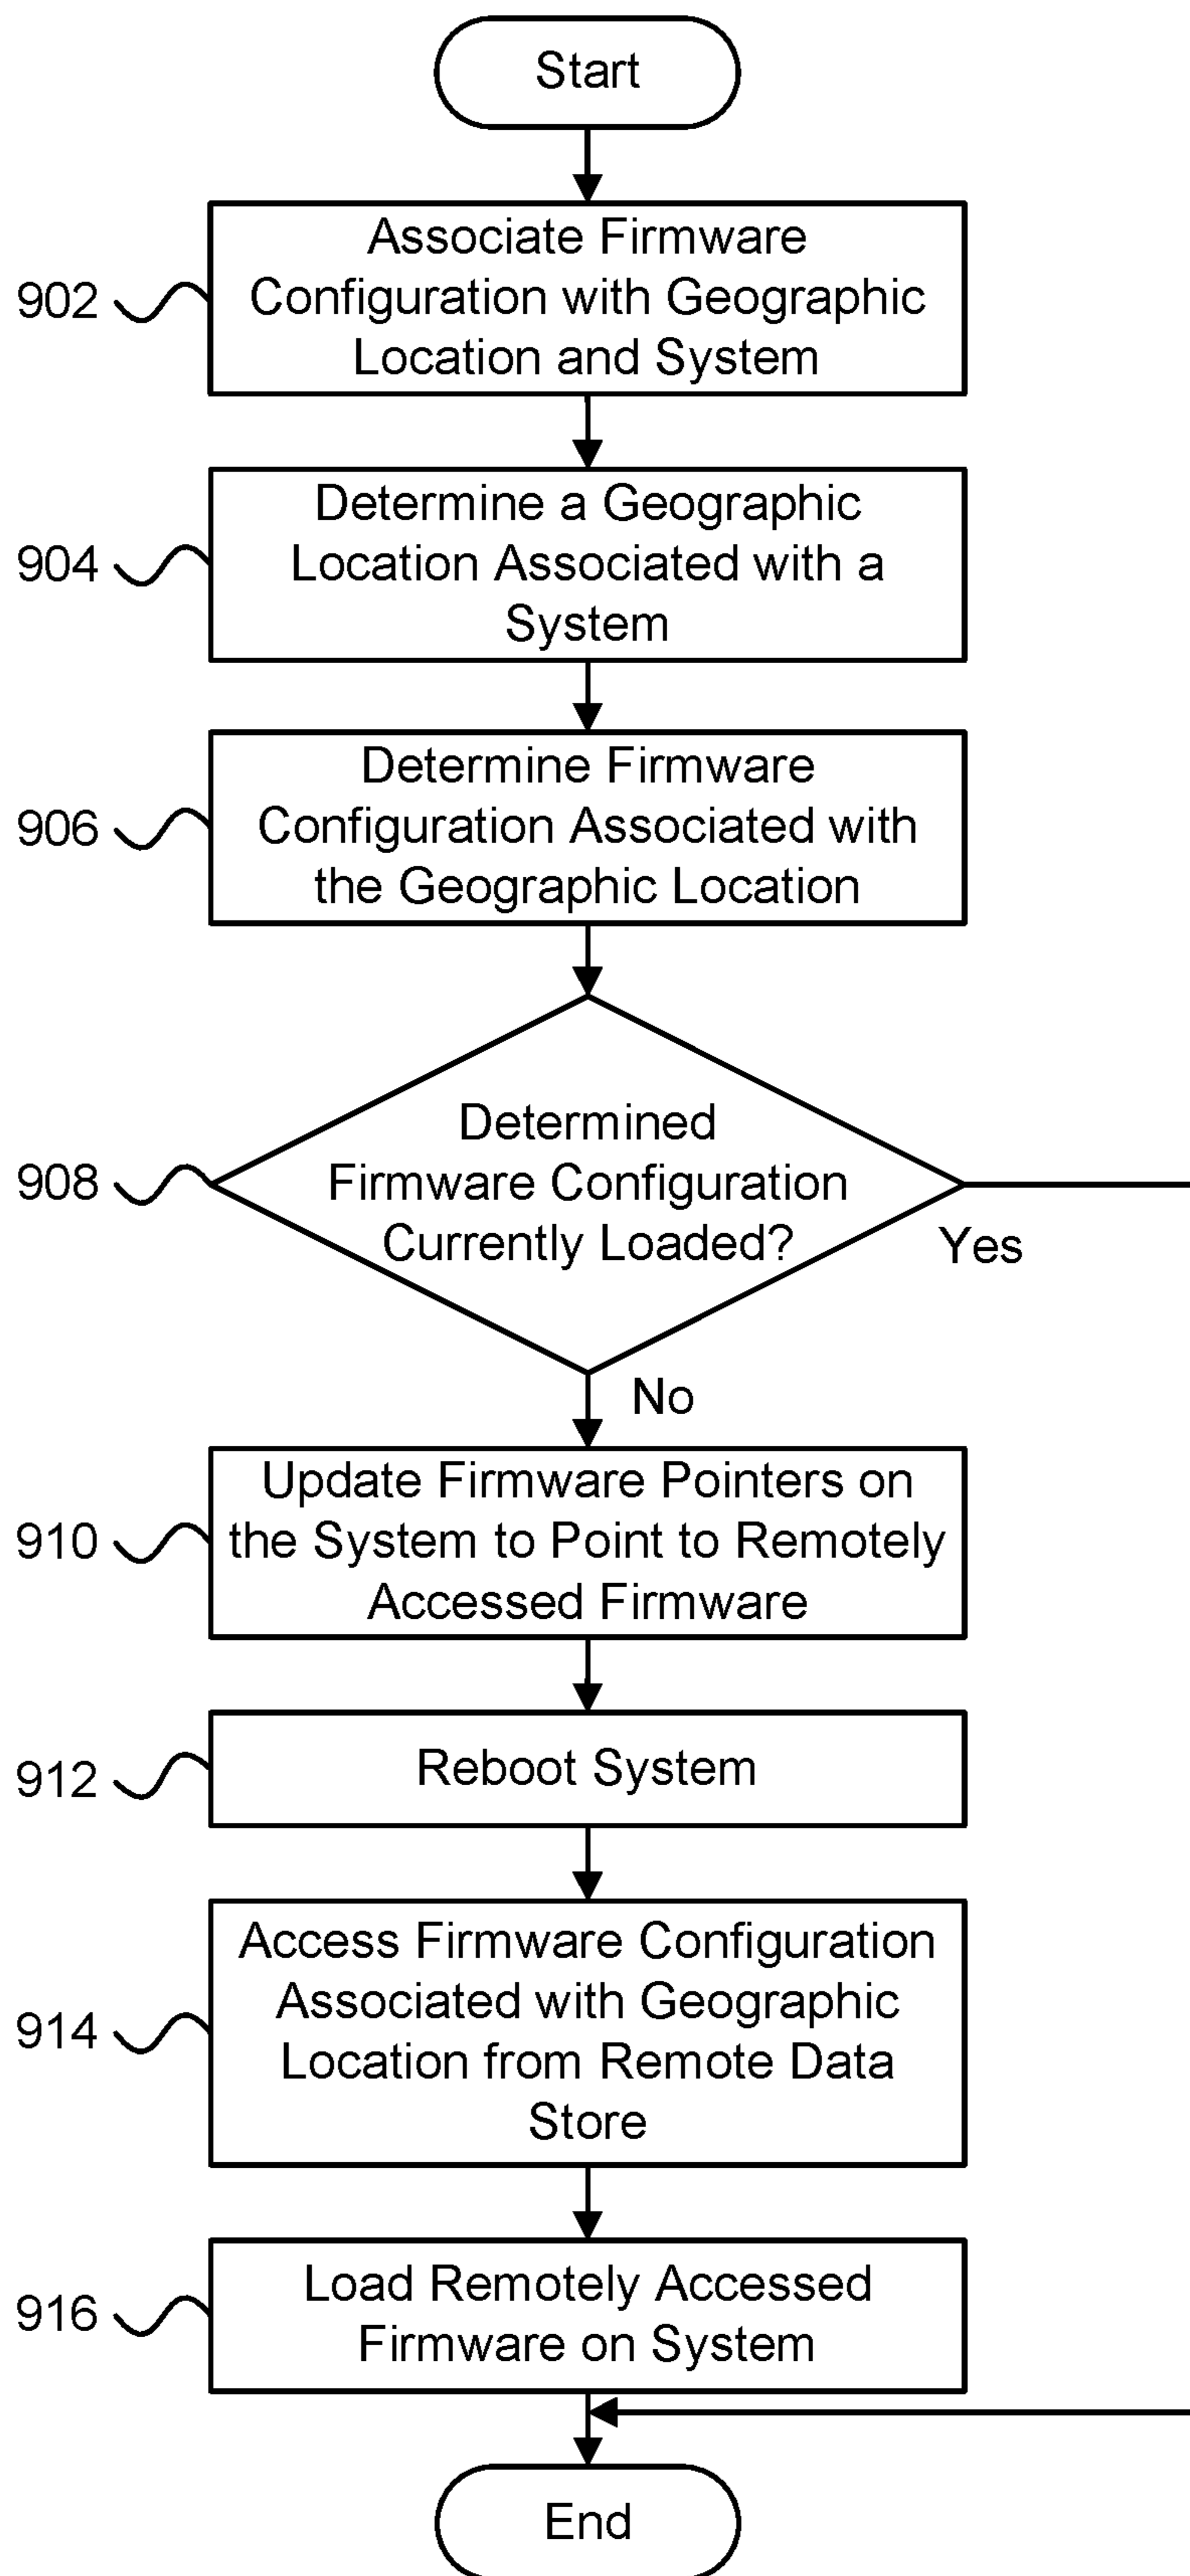 Start
902
Associate Firmware
Configuration with Geographic
Location and System
904
Determine a Geographic
Location Associated with a
System
906
Determine Firmware
Configuration Associated with
the Geographic Location
908
Determined
Firmware Configuration
Currently Loaded?
Yes
No
910
Update Firmware Pointers on
the System to Point to Remotely
Accessed Firmware
912
Reboot System
914
Access Firmware Configuration
Associated with Geographic
Location from Remote Data
Store
916
Load Remotely Accessed
Firmware on System
End